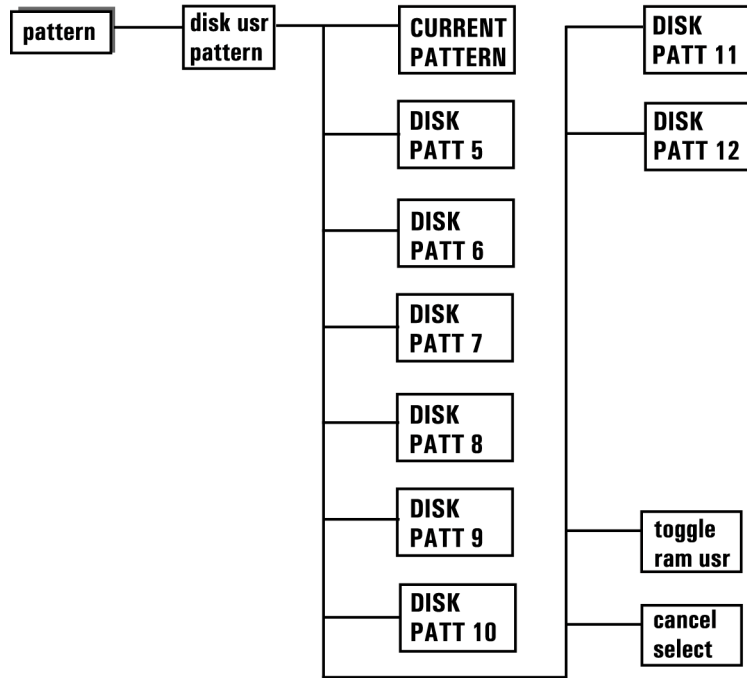 pattern
disk usr
pattern
CURRENT
PATTERN
DISK
PATT 5
DISK
PATT 6
DISK
PATT 7
DISK
PATT 8
DISK
PATT 9
DISK
PATT 10
DISK
PATT 11
DISK
PATT 12
toggle
ram usr
cancel
select